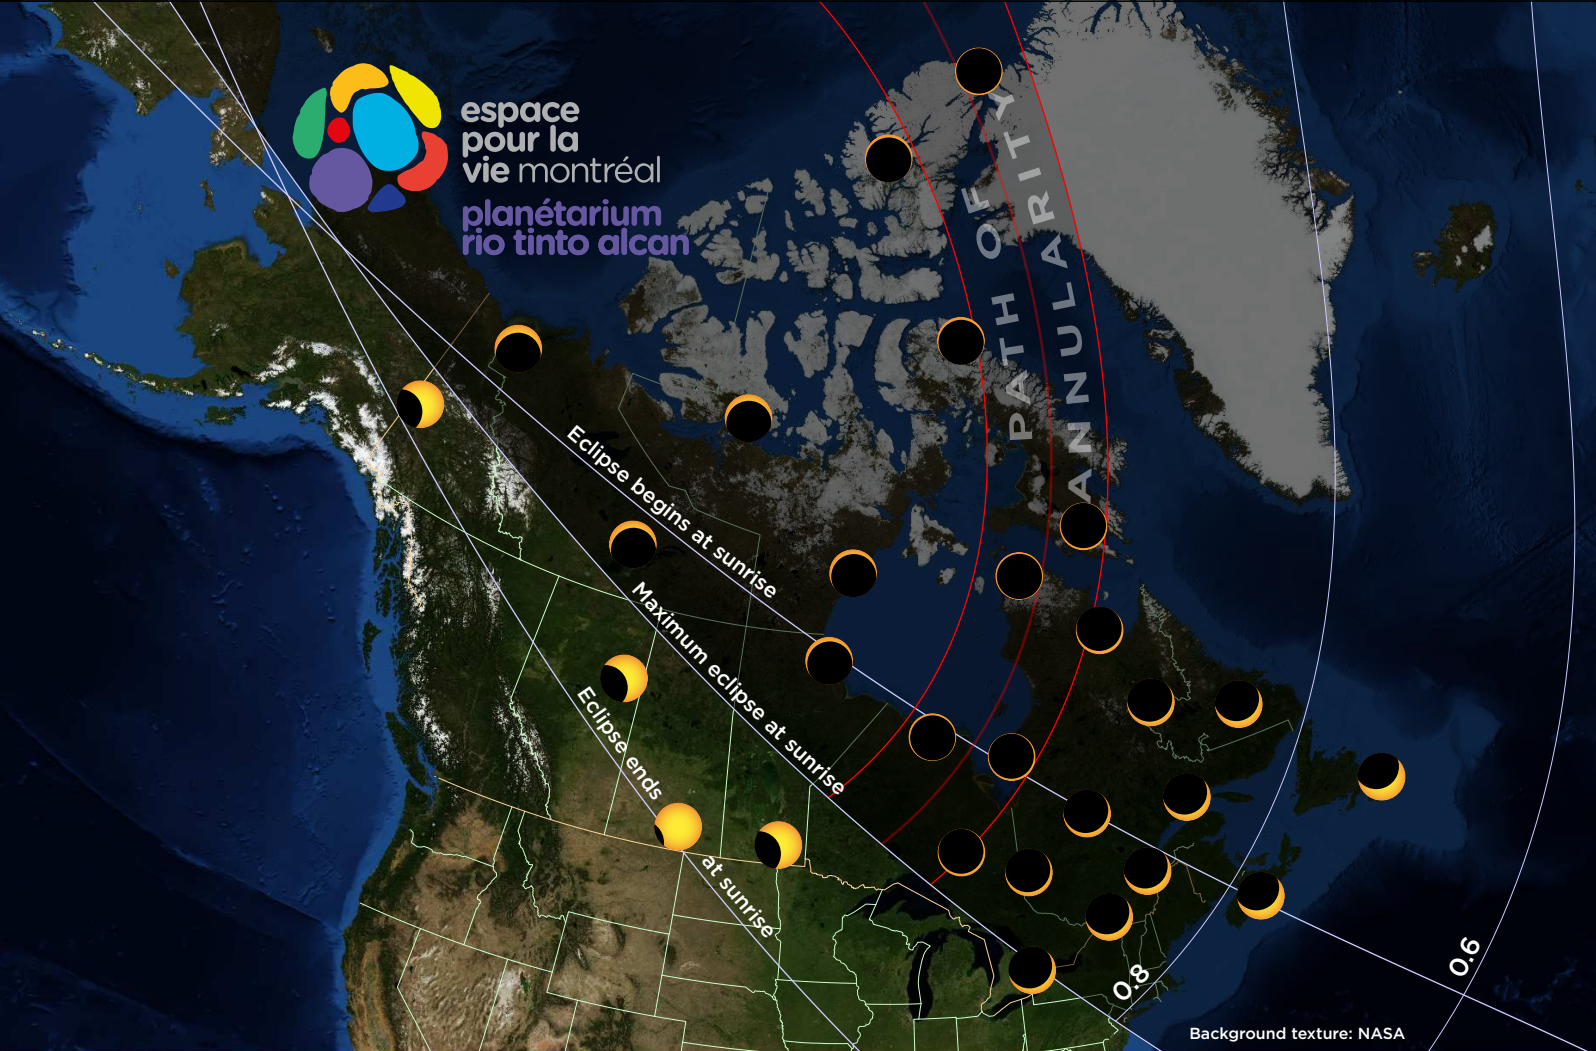 espace
pour la
vie montréal
planétarium
rio tinto alcan
PATH OF
ANNULARITY
Eclipse begins at sunrise
Maximum eclipse at sunrise
Eclipse ends
at sunrise
0.8
0.6
Background texture: NASA